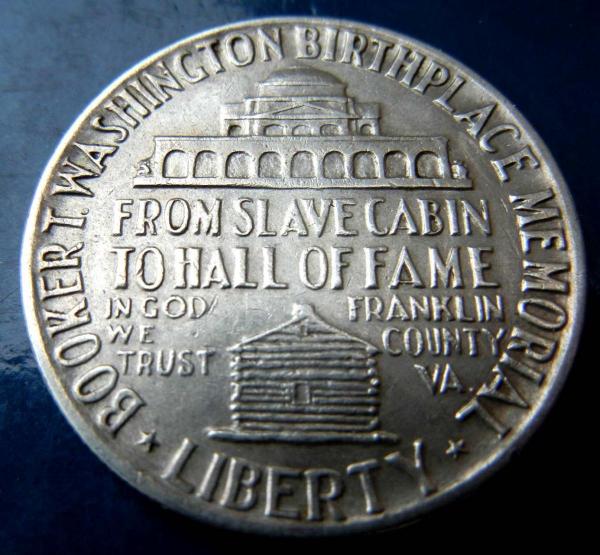 BOOKER T. WASHINGTON BIRTHPLACE MEMORIAL
FROM SLAVE CABIN
TO HALL OF FAME
IN GOD
WE
TRUST
FRANKLIN
COUNTY
VA.
LIBERTY